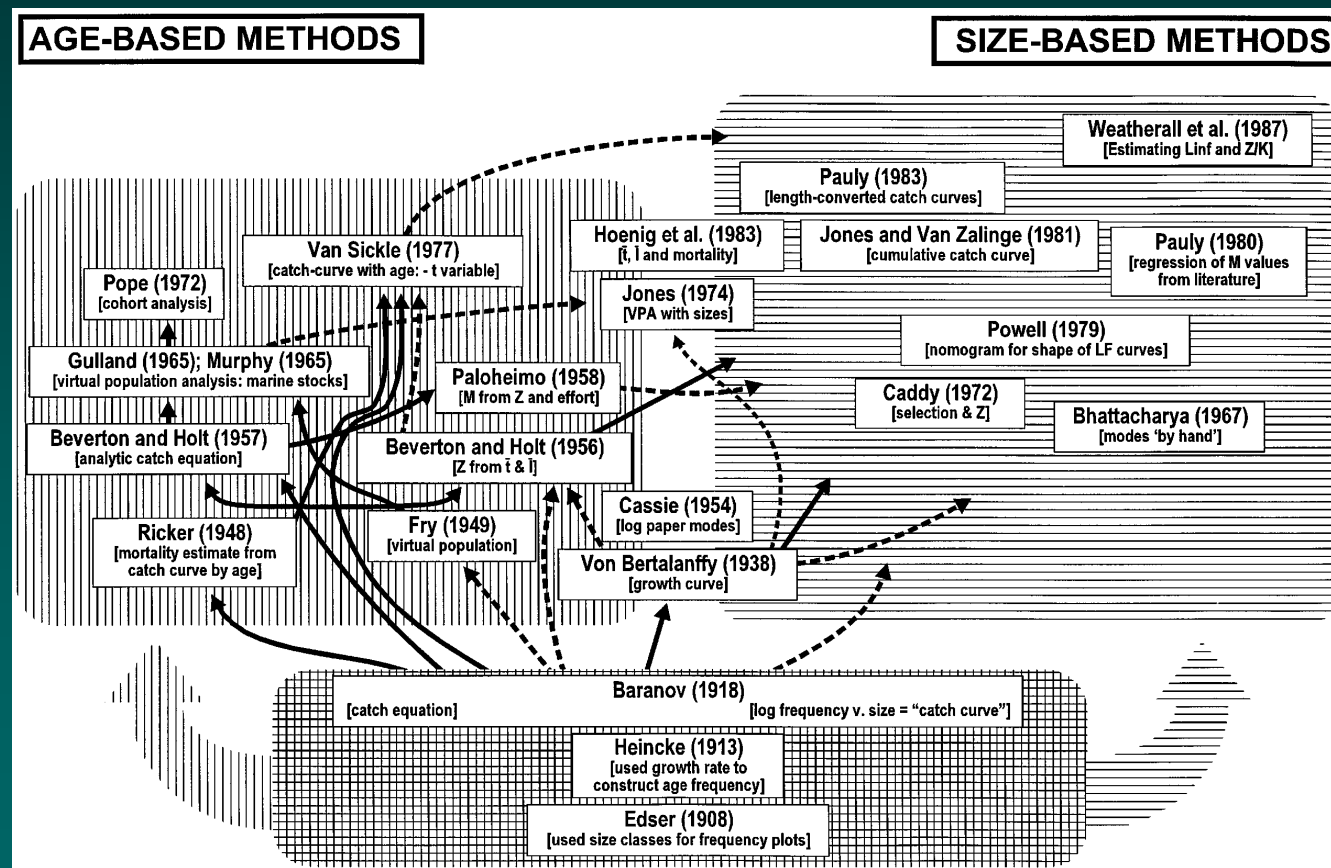 AGE-BASED METHODS
SIZE-BASED METHODS
Weatherall et al. (1987)
[Estimating Linf and Z/K]
Pauly (1983)
[length-converted catch curves]
Van Sickle (1977)
[catch-curve with age: - t variable]
Hoenig et al. (1983)
[t̄, l̄ and mortality]
Jones and Van Zalinge (1981)
[cumulative catch curve]
Pauly (1980)
[regression of M values
from literature]
Pope (1972)
[cohort analysis]
Jones (1974)
[VPA with sizes]
Gulland (1965); Murphy (1965)
[virtual population analysis: marine stocks]
Powell (1979)
[nomogram for shape of LF curves]
Paloheimo (1958)
[M from Z and effort]
Caddy (1972)
[selection & Z]
Bhattacharya (1967)
[modes ‘by hand’]
Beverton and Holt (1957)
[analytic catch equation]
Beverton and Holt (1956)
[Z from t̄ & l̄]
Cassie (1954)
[log paper modes]
Ricker (1948)
[mortality estimate from
catch curve by age]
Fry (1949)
[virtual population]
Von Bertalanffy (1938)
[growth curve]
Baranov (1918)
[catch equation]
[log frequency v. size = “catch curve”]
Heincke (1913)
[used growth rate to
construct age frequency]
Edser (1908)
[used size classes for frequency plots]